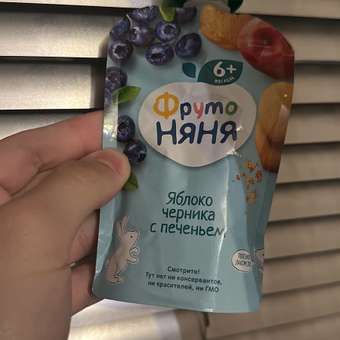 6+
месяцев
Фруто
НЯНЯ
Яблоко
черника
с печеньем
Смотрите!
Тут нет ни консервантов,
ни красителей, ни ГМО